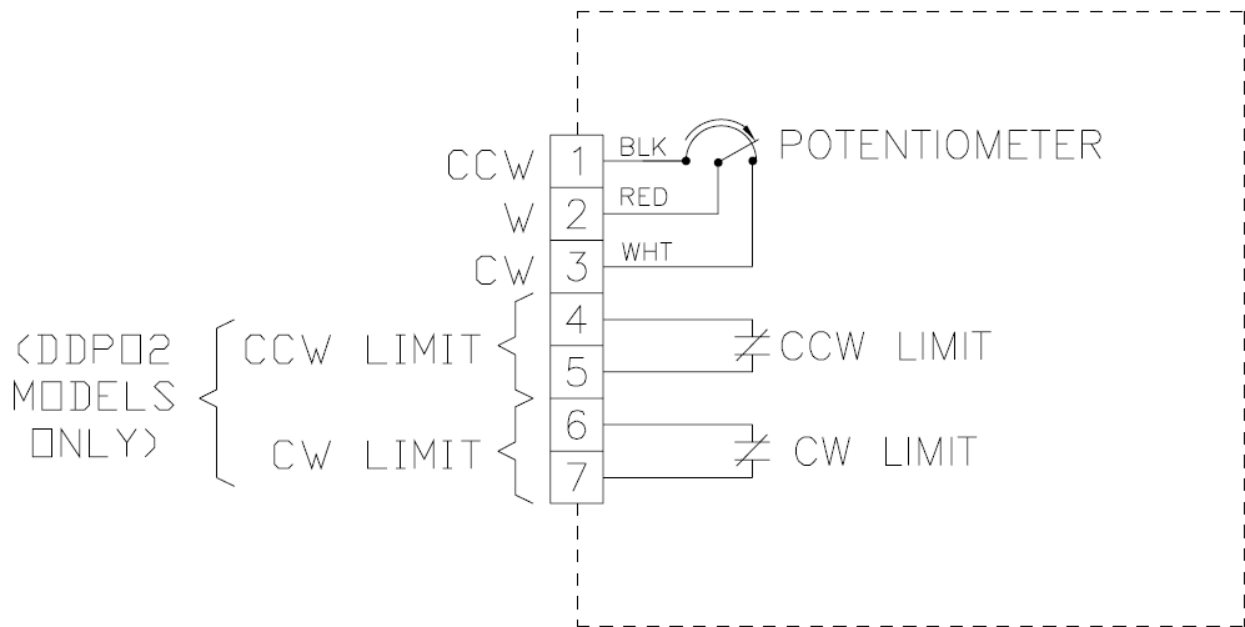 CCW 1 BLK POTENTIOMETER
W 2 RED
CW 3 WHT
(DDP02
MODELS
ONLY)
CCW LIMIT
4
5
CCW LIMIT
CW LIMIT
6
7
CW LIMIT